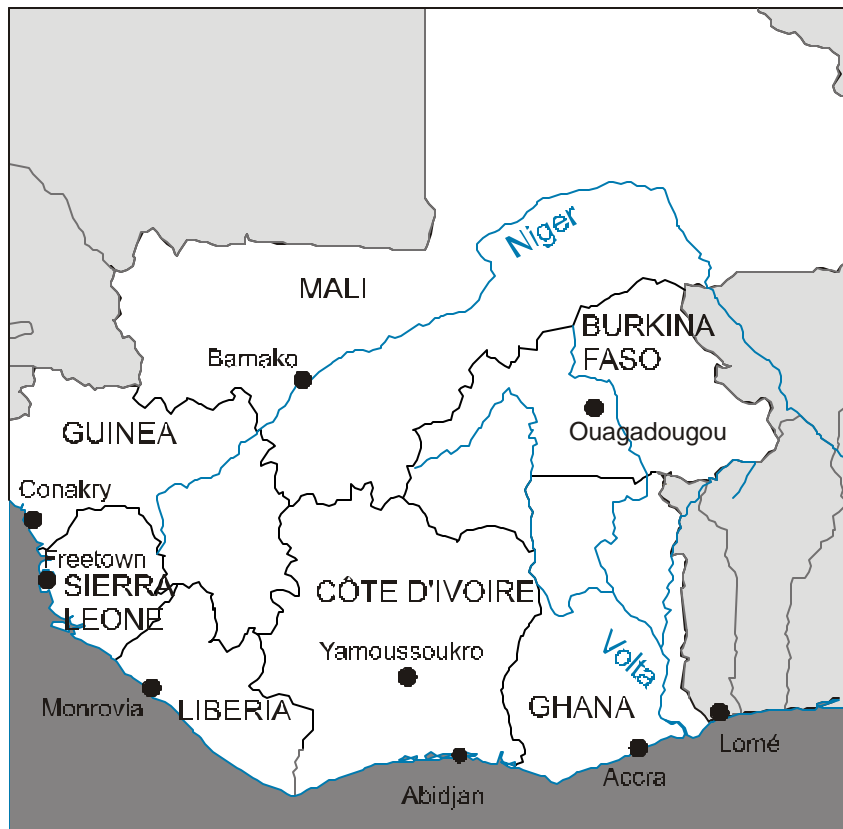 Niger
MALI
BURKINA
FASO
Bamako
Ouagadougou
GUINEA
Conakry
Freetown
SIERRA
LEONE
CÔTE D'IVOIRE
Yamoussoukro
Volta
GHANA
Monrovia
LIBERIA
Lomé
Accra
Abidjan